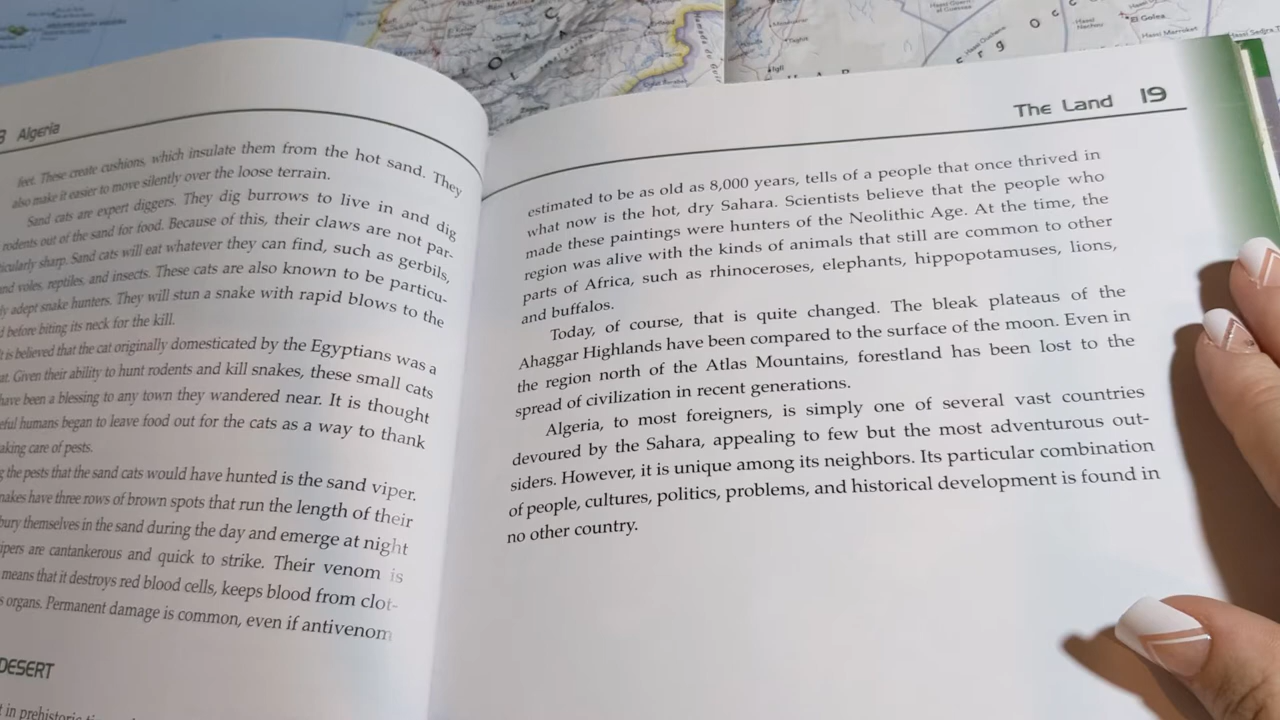 Algeria
feet. These create cushions, which insulate them from the hot sand. They
also make it easier to move silently over the loose terrain.
Sand cats are expert diggers. They dig burrows to live in and dig
rodents out of the sand for food. Because of this, their claws are not par-
sharp. Sand cats will eat whatever they can find, such as gerbils,
voles, reptiles, and insects. These cats are also known to be particu-
adept snake hunters. They will stun a snake with rapid blows to the
before biting its neck for the kill.
is believed that the cat originally domesticated by the Egyptians was a
Given their ability to hunt rodents and kill snakes, these small cats
have been a blessing to any town they wandered near. It is thought
humans began to leave food out for the cats as a way to thank
care of pests.
the pests that the sand cats would have hunted is the sand viper.
have three rows of brown spots that run the length of their
bury themselves in the sand during the day and emerge at night
are cantankerous and quick to strike. Their venom is
means that it destroys red blood cells, keeps blood from clot-
organs. Permanent damage is common, even if antivenom
DESERT
in prehistoric
The Land 19
estimated to be as old as 8,000 years, tells of a people that once thrived in
what now is the hot, dry Sahara. Scientists believe that the people who
made these paintings were hunters of the Neolithic Age. At the time, the
region was alive with the kinds of animals that still are common to other
parts of Africa, such as rhinoceroses, elephants, hippopotamuses, lions,
and buffalos.
Today, of course, that is quite changed. The bleak plateaus of the
Ahaggar Highlands have been compared to the surface of the moon. Even in
the region north of the Atlas Mountains, forestland has been lost to the
spread of civilization in recent generations.
Algeria, to most foreigners, is simply one of several vast countries
devoured by the Sahara, appealing to few but the most adventurous out-
siders. However, it is unique among its neighbors. Its particular combination
of people, cultures, politics, problems, and historical development is found in
no other country.
El Golea
Hassi Marroket
Igli